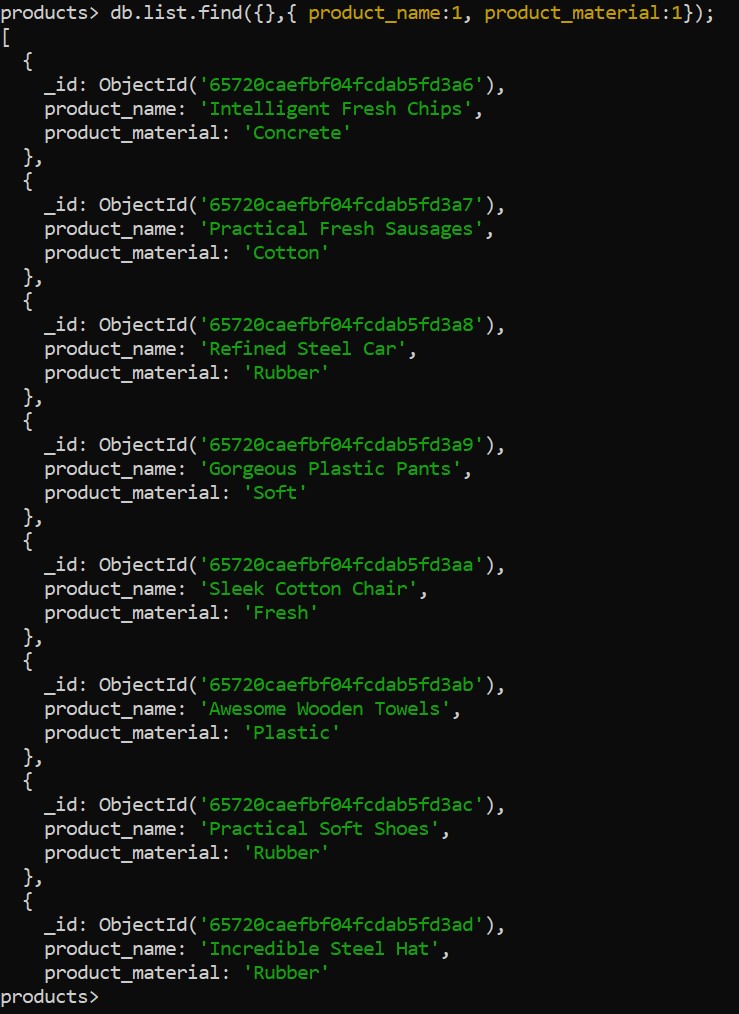 products> db.list.find({},{ product_name:1, product_material:1});
[
  {
    _id: ObjectId('65720caefbf04fcdab5fd3a6'),
    product_name: 'Intelligent Fresh Chips',
    product_material: 'Concrete'
  },
  {
    _id: ObjectId('65720caefbf04fcdab5fd3a7'),
    product_name: 'Practical Fresh Sausages',
    product_material: 'Cotton'
  },
  {
    _id: ObjectId('65720caefbf04fcdab5fd3a8'),
    product_name: 'Refined Steel Car',
    product_material: 'Rubber'
  },
  {
    _id: ObjectId('65720caefbf04fcdab5fd3a9'),
    product_name: 'Gorgeous Plastic Pants',
    product_material: 'Soft'
  },
  {
    _id: ObjectId('65720caefbf04fcdab5fd3aa'),
    product_name: 'Sleek Cotton Chair',
    product_material: 'Fresh'
  },
  {
    _id: ObjectId('65720caefbf04fcdab5fd3ab'),
    product_name: 'Awesome Wooden Towels',
    product_material: 'Plastic'
  },
  {
    _id: ObjectId('65720caefbf04fcdab5fd3ac'),
    product_name: 'Practical Soft Shoes',
    product_material: 'Rubber'
  },
  {
    _id: ObjectId('65720caefbf04fcdab5fd3ad'),
    product_name: 'Incredible Steel Hat',
    product_material: 'Rubber'
products>